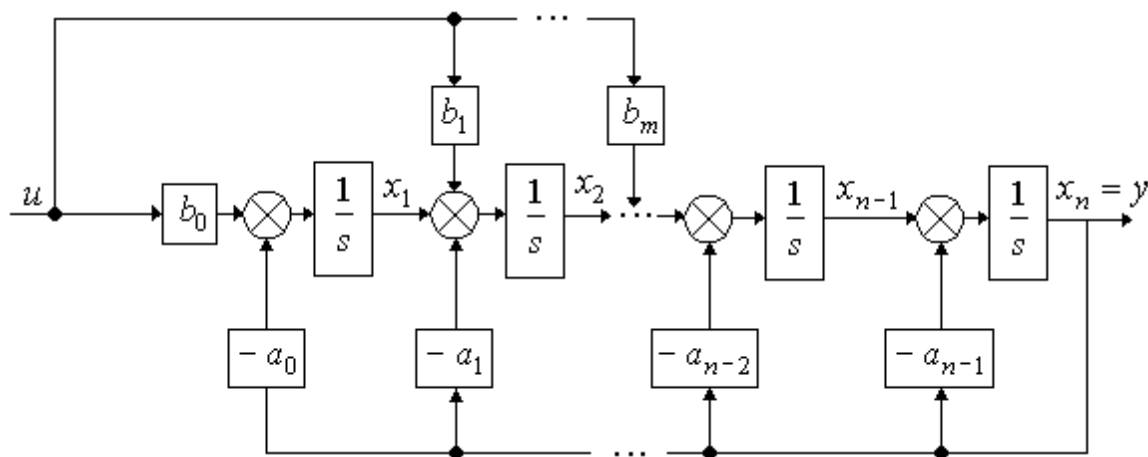 ...
b₁ bₘ
u b₀ 1/s x₁ 1/s x₂ ... 1/s xₙ₋₁ 1/s xₙ = y
− a₀ − a₁ − aₙ₋₂ − aₙ₋₁
...